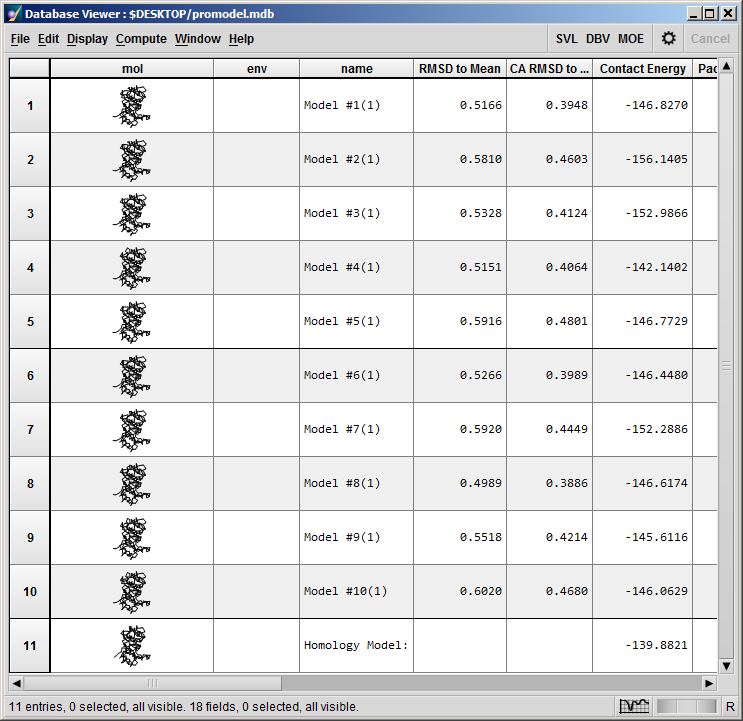 Database Viewer : $DESKTOP/promodel.mdb
File Edit Display Compute Window Help SVL DBV MOE Cancel
mol env name RMSD to Mean CA RMSD to ... Contact Energy Pac
1 Model #1(1) 0.5166 0.3948 -146.8270
2 Model #2(1) 0.5810 0.4603 -156.1405
3 Model #3(1) 0.5328 0.4124 -152.9866
4 Model #4(1) 0.5151 0.4064 -142.1402
5 Model #5(1) 0.5916 0.4801 -146.7729
6 Model #6(1) 0.5266 0.3989 -146.4480
7 Model #7(1) 0.5920 0.4449 -152.2886
8 Model #8(1) 0.4989 0.3886 -146.6174
9 Model #9(1) 0.5518 0.4214 -145.6116
10 Model #10(1) 0.6020 0.4680 -146.0629
11 Homology Model: -139.8821
11 entries, 0 selected, all visible. 18 fields, 0 selected, all visible. R